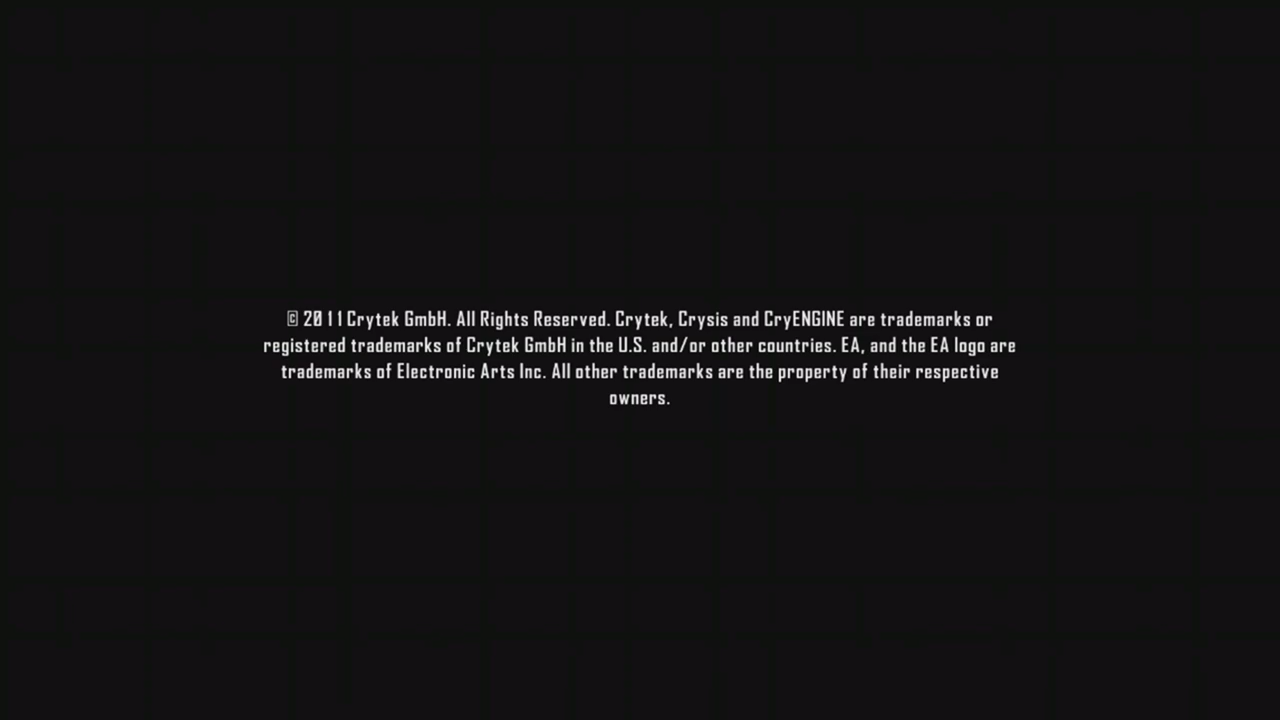 © 2011 Crytek GmbH. All Rights Reserved. Crytek, Crysis and CryENGINE are trademarks or
registered trademarks of Crytek GmbH in the U.S. and/or other countries. EA, and the EA logo are
trademarks of Electronic Arts Inc. All other trademarks are the property of their respective
owners.